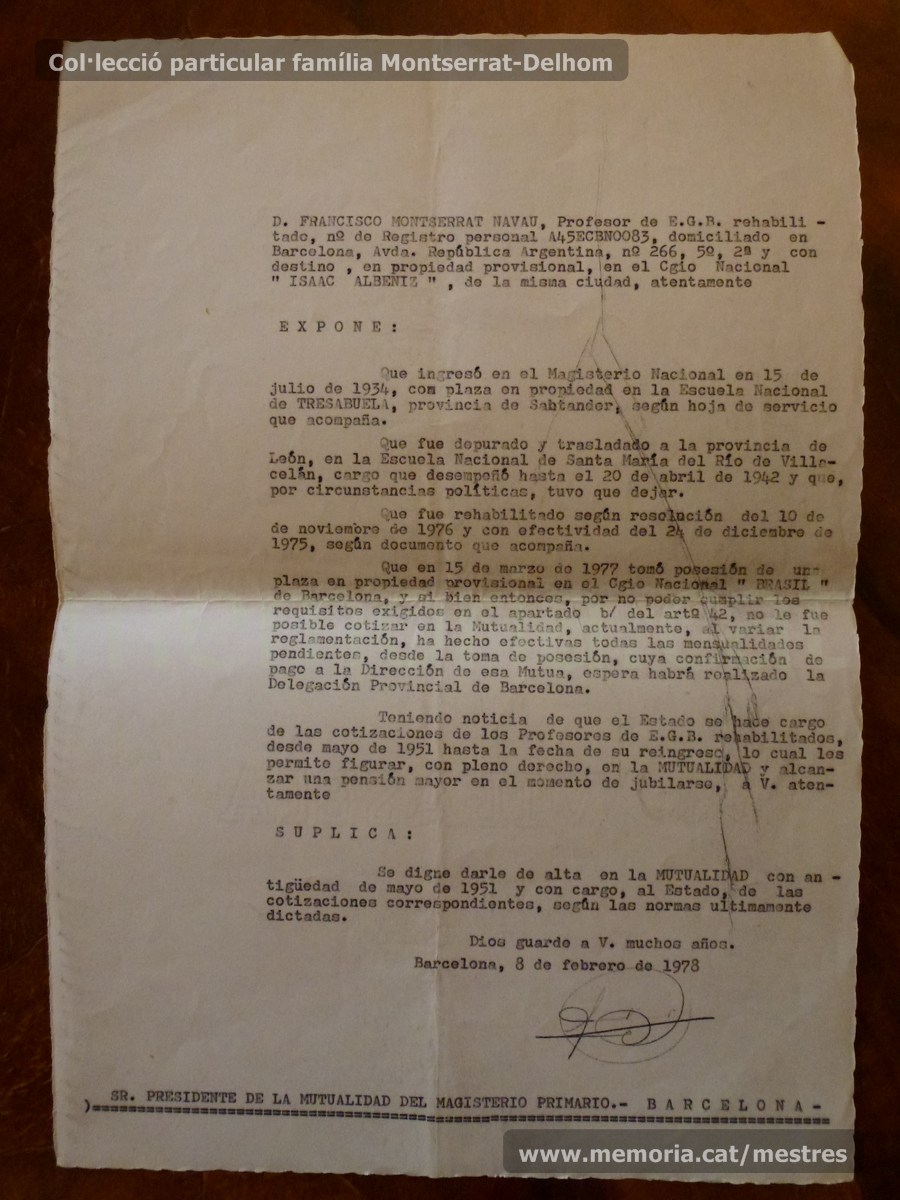 Col·lecció particular família Montserrat-Delhom
D. FRANCISCO MONTSERRAT NAVAU, Profesor de E.G.B. rehabili -
tado, nº de Registro personal A45ECBN0083, domiciliado en
Barcelona, Avda. República Argentina, nº 266, 5º, 2ª y con
destino , en propiedad provisional, en el Cgio Nacional
" ISAAC ALBENIZ " , de la misma ciudad, atentamente
E X P O N E :
Que ingresó en el Magisterio Nacional en 15 de
julio de 1934, com plaza en propiedad en la Escuela Nacional
de TRESABUELA, provincia de Sabtander, según hoja de servicio
que acompaña.
Que fue depurado y trasladado a la provincia de
León, en la Escuela Nacional de Santa María del Río de Villa-
celán, cargo que desempeñó hasta el 20 de abril de 1942 y que,
por circunstancias políticas, tuvo que dejar.
Que fue rehabilitado según resolución del 10 de
de noviembre de 1976 y con efectividad del 24 de diciembre de
1975, según documento que acompaña.
Que en 15 de marzo de 1977 tomó posesión de una
plaza en propiedad provisional en el Cgio Nacional " BRASIL "
de Barcelona, y si bien entonces, por no poder cumplir los
requisitos exigidos en el apartado b/ del artº 42, no le fue
posible cotizar en la Mutualidad, actualmente, al variar la
reglamentación, ha hecho efectivas todas las mensualidades
pendientes, desde la toma de posesión, cuya confirmación de
pago a la Dirección de esa Mutua, espera habrá realizado la
Delegación Provincial de Barcelona.
Teniendo noticia de que el Estado se hace cargo
de las cotizaciones de los Profesores de E.G.B. rehabilitados,
desde mayo de 1951 hasta la fecha de su reingreso, lo cual les
permite figurar, con pleno derecho, en la MUTUALIDAD y alcan-
zar una pensión mayor en el momento de jubilarse, a V. aten-
tamente
S U P L I C A :
Se digne darle de alta en la MUTUALIDAD con an -
tigüedad de mayo de 1951 y con cargo, al Estado, de las
cotizaciones correspondientes, según las normas ultimamente
dictadas.
Dios guarde a V. muchos años.
Barcelona, 8 de febrero de 1978
SR. PRESIDENTE DE LA MUTUALIDAD DEL MAGISTERIO PRIMARIO.- B A R C E L O N A -
www.memoria.cat/mestres